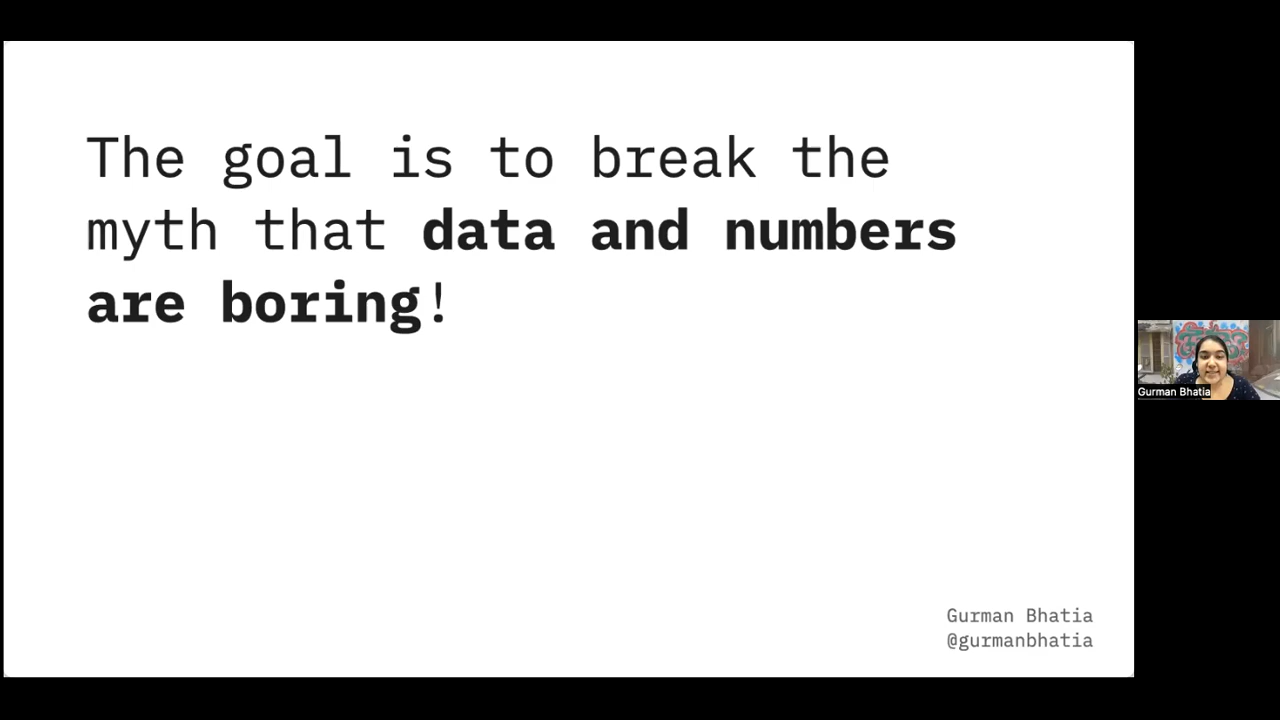 The goal is to break the
myth that data and numbers
are boring!
Gurman Bhatia
@gurmanbhatia
Gurman Bhatia